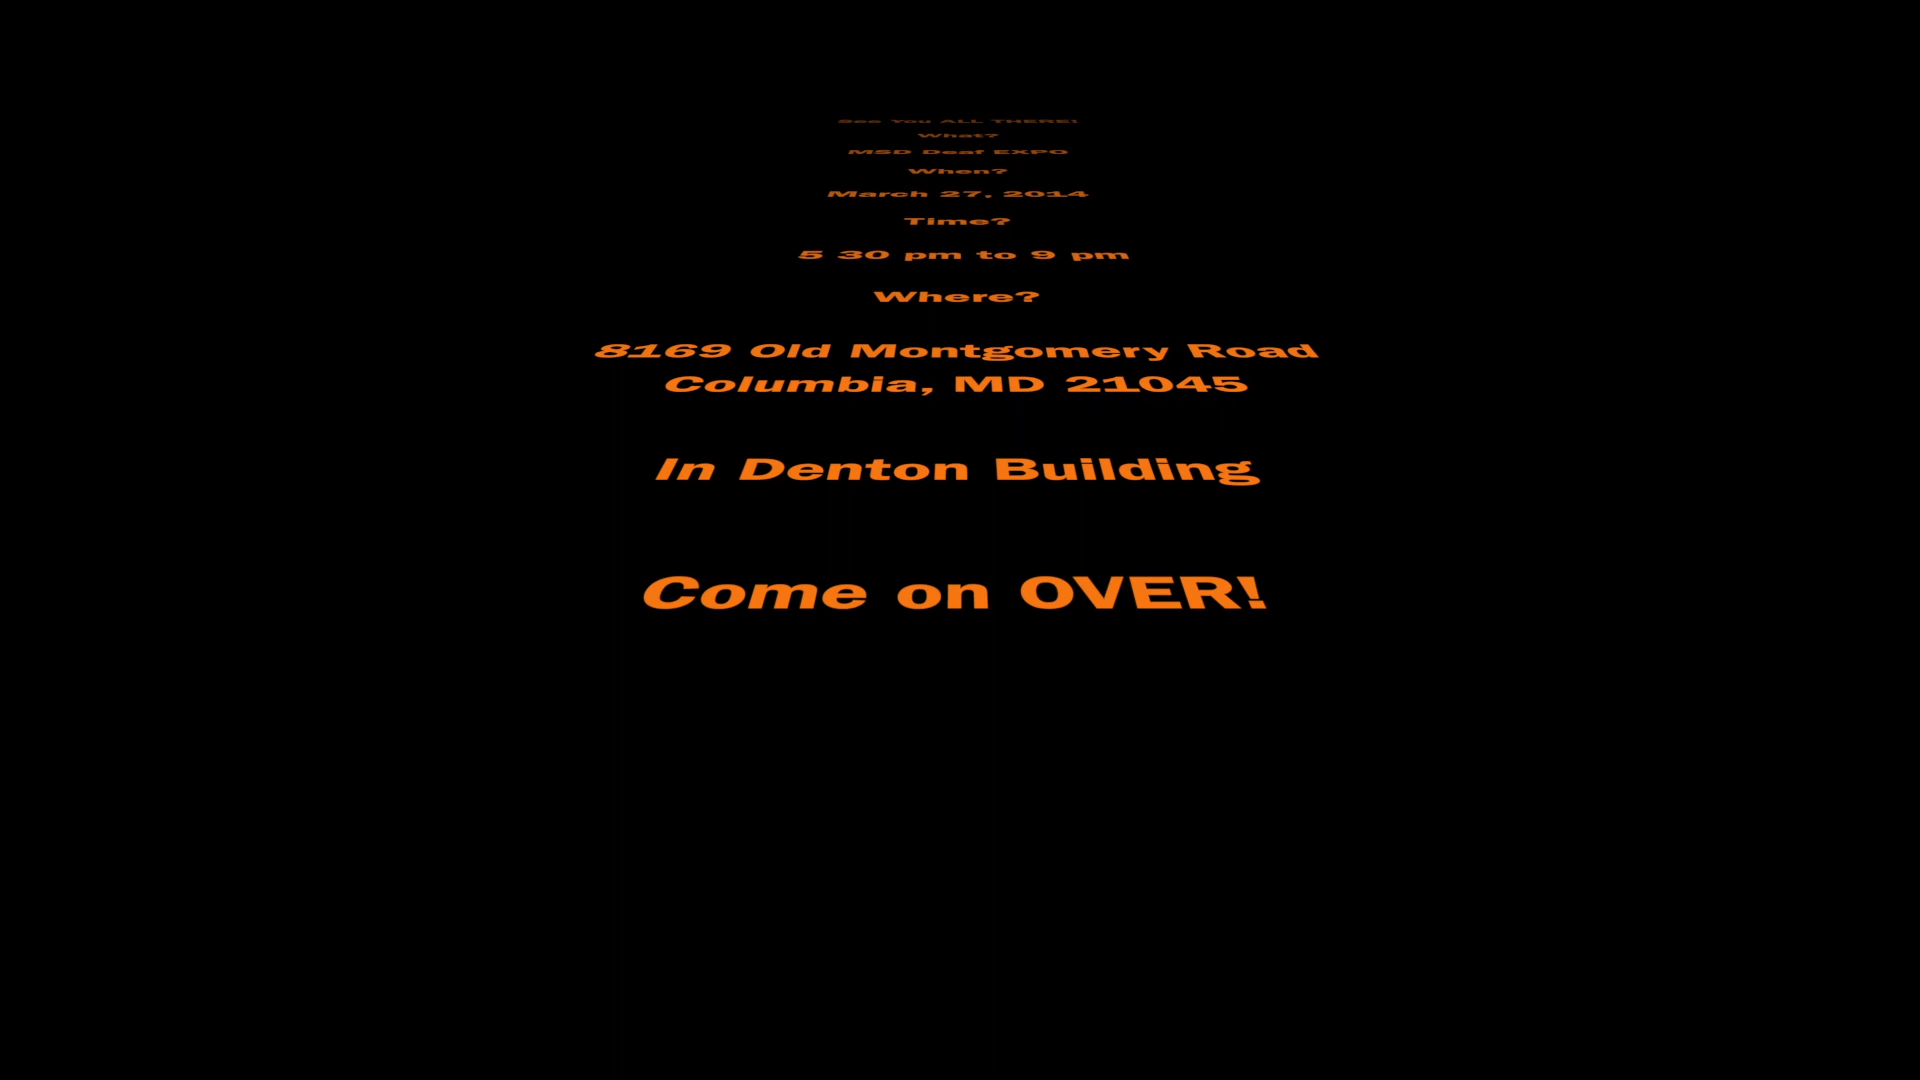 See You ALL THERE!
What?
MSD Deaf EXPO
When?
March 27, 2014
Time?
5 30 pm to 9 pm
Where?
8169 Old Montgomery Road
Columbia, MD 21045
In Denton Building
Come on OVER!